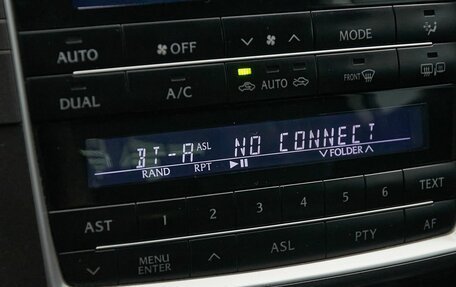 AUTO OFF MODE
DUAL A/C AUTO FRONT
BT-A ASL NO CONNECT
RAND RPT FOLDER
1 2 3 4 5 6 TEXT
AST MENU ENTER ASL PTY AF